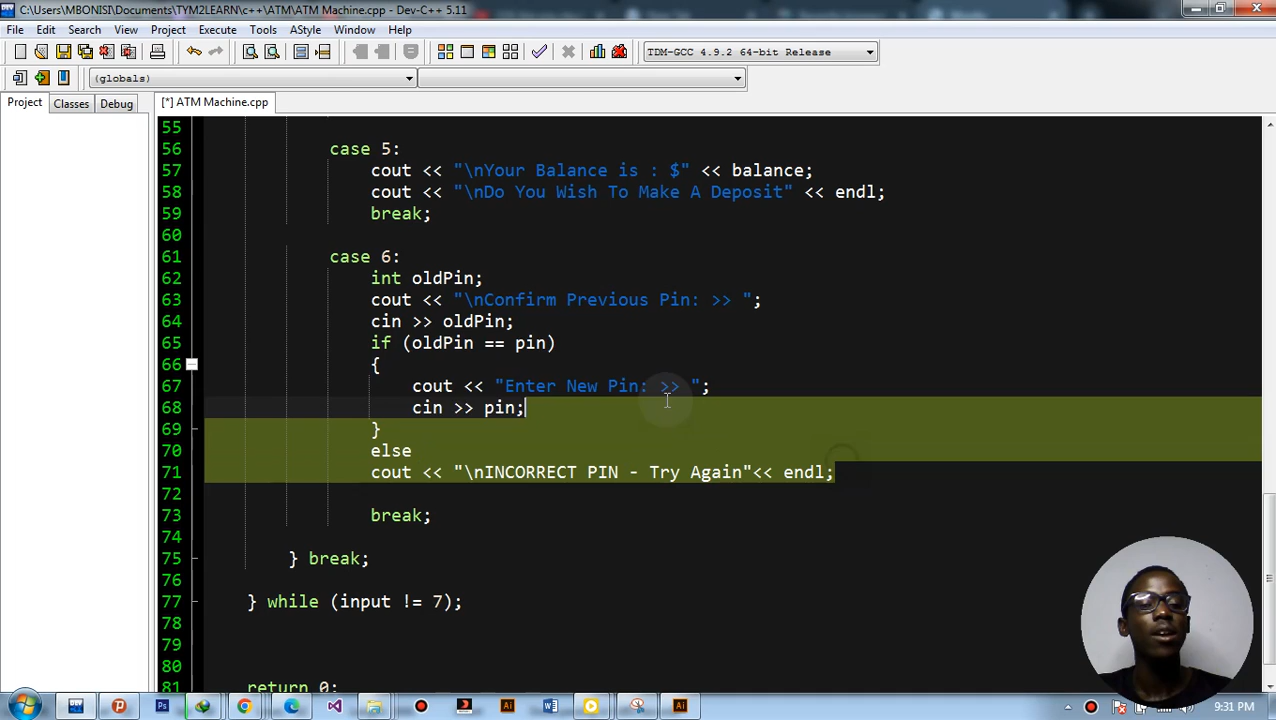 C:\Users\MBONISI\Documents\TYM2LEARN\c++\ATM\ATM Machine.cpp - Dev-C++ 5.11
File Edit Search View Project Execute Tools AStyle Window Help
TDM-GCC 4.9.2 64-bit Release
(globals)
Project Classes Debug [*] ATM Machine.cpp
55
56 case 5:
57 cout << "\nYour Balance is : $" << balance;
58 cout << "\nDo You Wish To Make A Deposit" << endl;
59 break;
60
61 case 6:
62 int oldPin;
63 cout << "\nConfirm Previous Pin: >> ";
64 cin >> oldPin;
65 if (oldPin == pin)
66 {
67 cout << "Enter New Pin: >> ";
68 cin >> pin;
69 }
70 else
71 cout << "\nINCORRECT PIN - Try Again"<< endl;
72
73 break;
74
75 } break;
76
77 } while (input != 7);
78
79
80
81 return 0;
9:31 PM